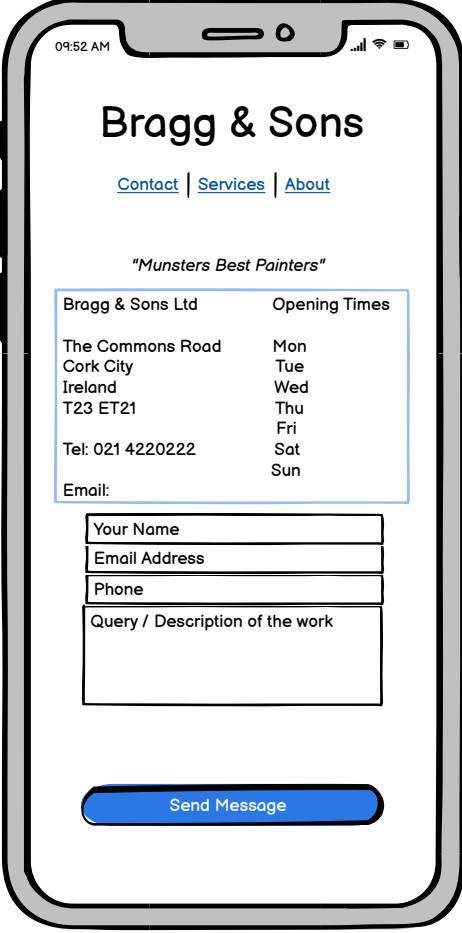 09:52 AM
Bragg & Sons
Contact | Services | About
"Munsters Best Painters"
Bragg & Sons Ltd Opening Times
The Commons Road Mon
Cork City Tue
Ireland Wed
T23 ET21 Thu
Fri
Tel: 021 4220222 Sat
Sun
Email:
Your Name
Email Address
Phone
Query / Description of the work
Send Message